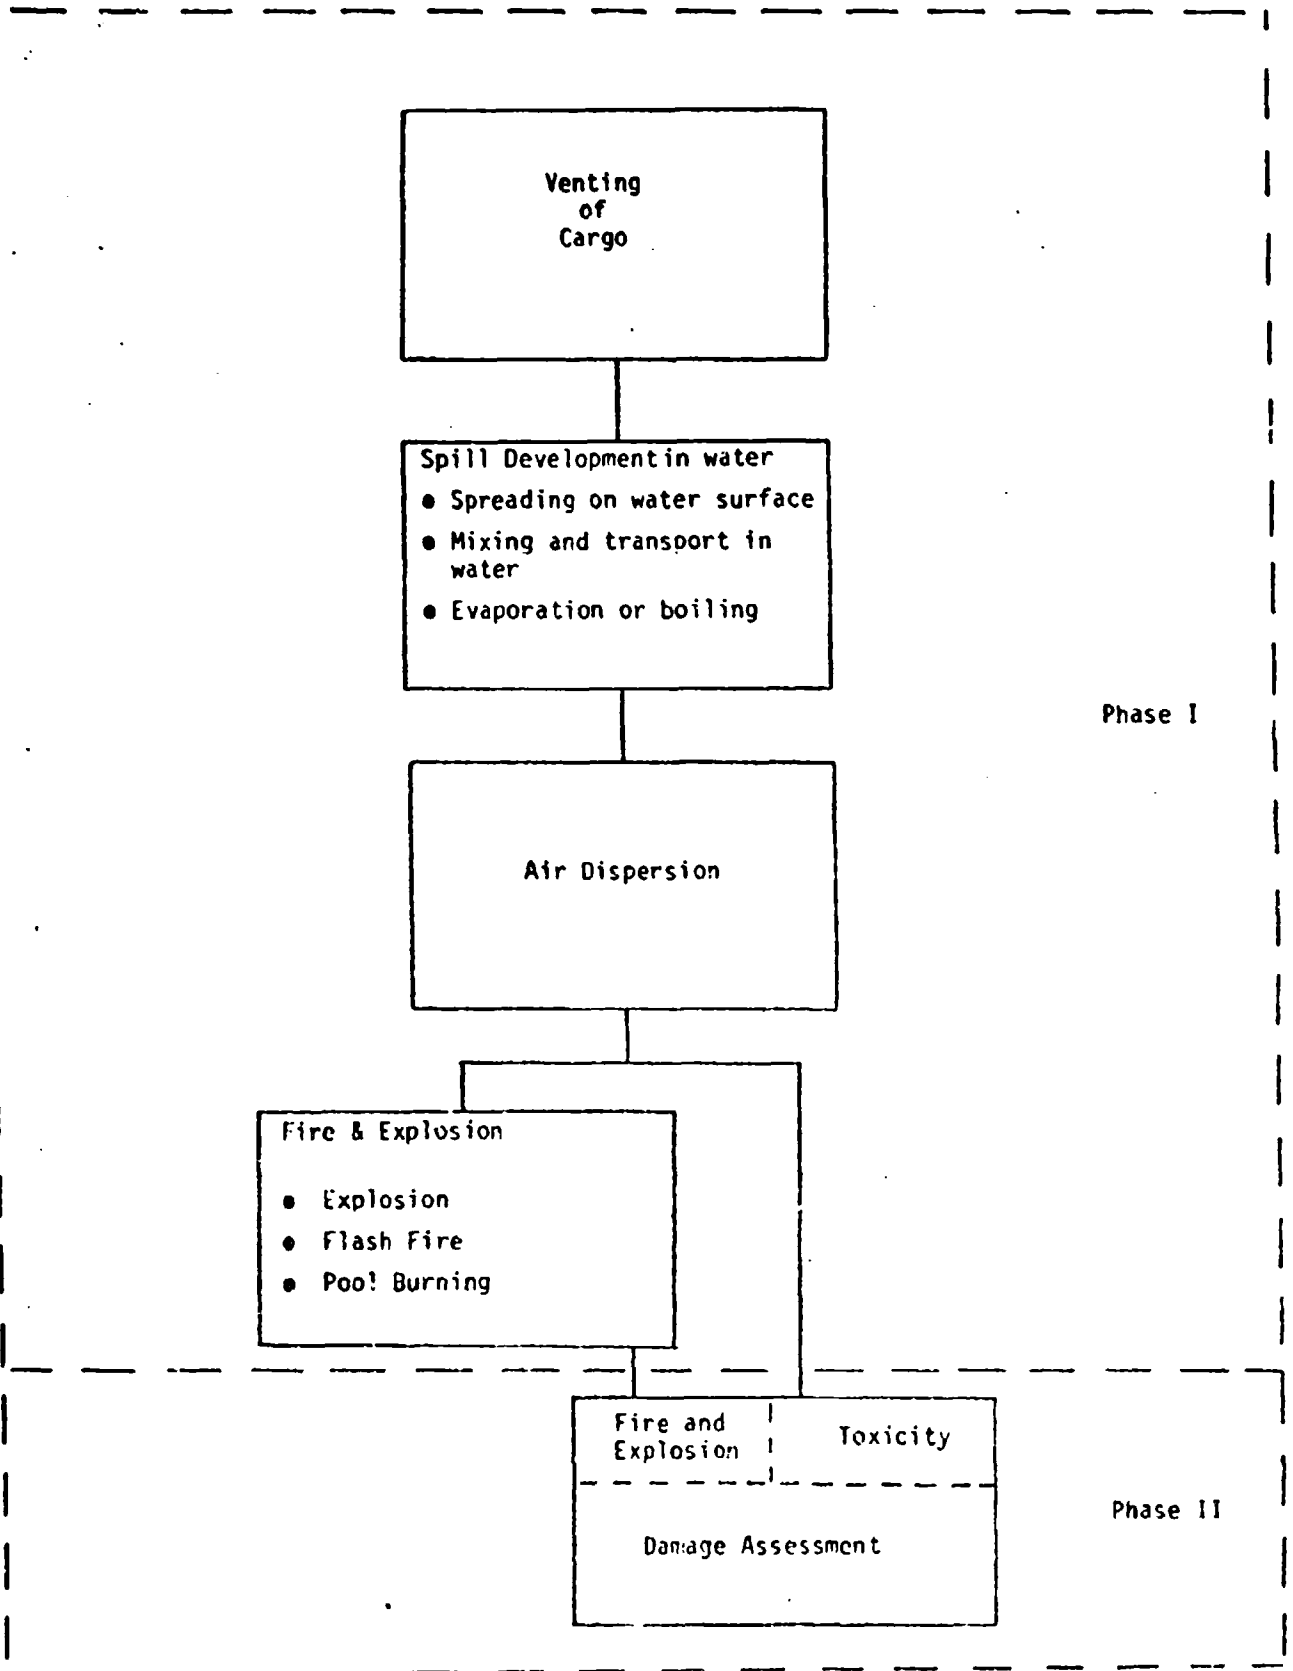 Venting
of
Cargo
Spill Development in water
● Spreading on water surface
● Mixing and transport in
water
● Evaporation or boiling
Phase I
Air Dispersion
Fire & Explosion
● Explosion
● Flash Fire
● Pool Burning
Fire and
Explosion
Toxicity
Phase II
Damage Assessment